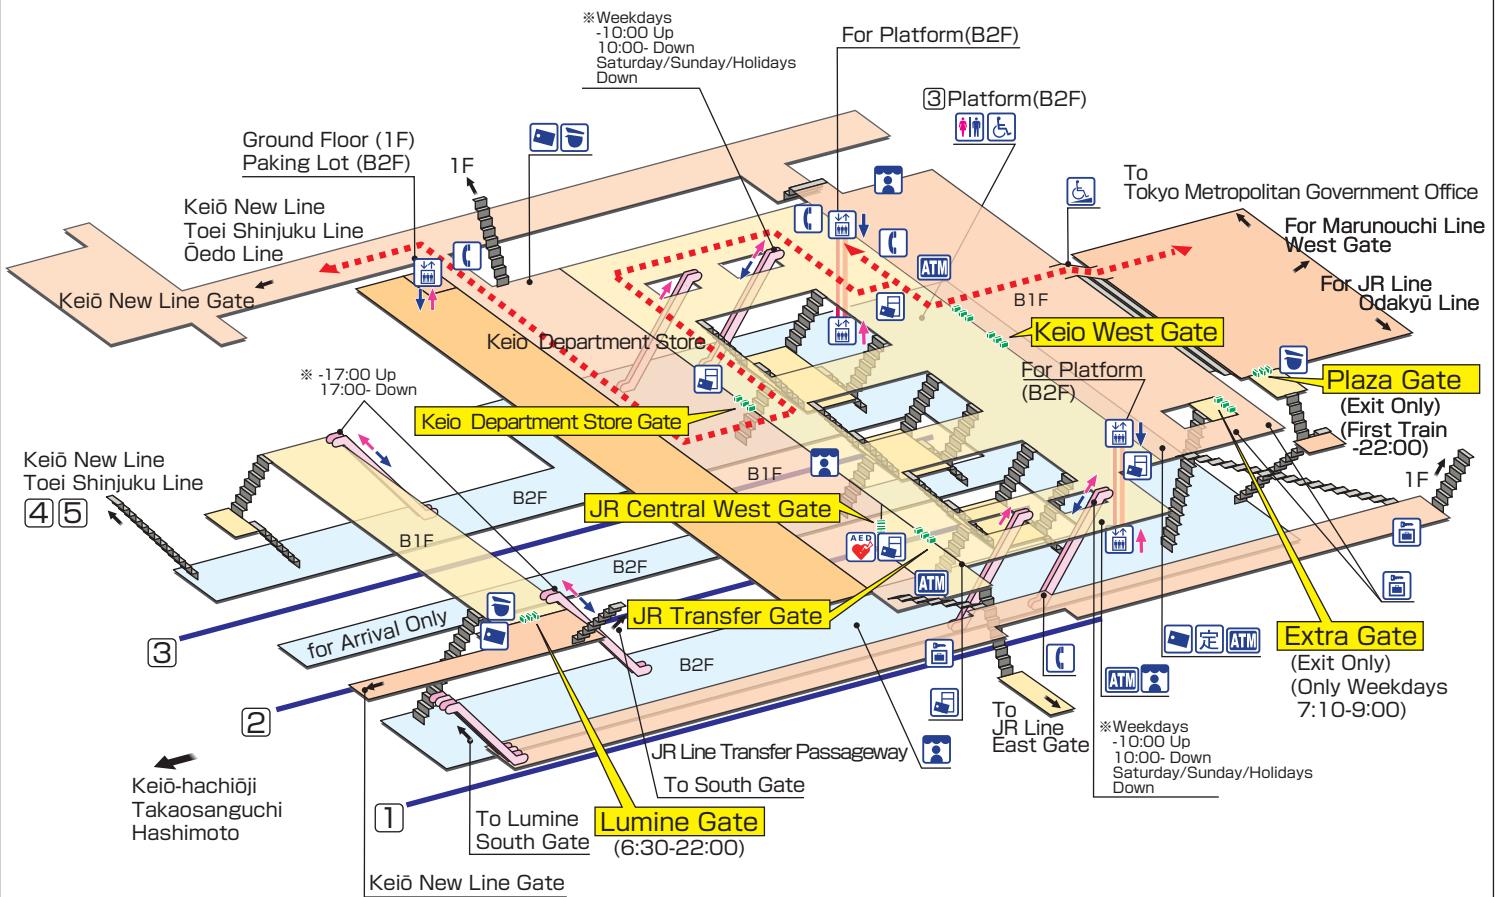 ※Weekdays
-10:00 Up
10:00- Down
Saturday/Sunday/Holidays
Down
For Platform(B2F)
3 Platform(B2F)
Ground Floor (1F)
Paking Lot (B2F)
1F
To
Tokyo Metropolitan Government Office
Keiō New Line
Toei Shinjuku Line
Ōedo Line
For Marunouchi Line
West Gate
For JR Line
Odakyū Line
Keiō New Line Gate
ATM
B1F
Keio West Gate
Keio Department Store
For Platform
(B2F)
Plaza Gate
(Exit Only)
(First Train
-22:00)
※ -17:00 Up
17:00- Down
Keio Department Store Gate
Keiō New Line
Toei Shinjuku Line
4 5
B1F
B2F
1F
JR Central West Gate
B1F
AED
B2F
ATM
for Arrival Only
JR Transfer Gate
3
B2F
定 ATM
Extra Gate
(Exit Only)
(Only Weekdays
7:10-9:00)
ATM
2
To
JR Line
East Gate
※Weekdays
-10:00 Up
10:00- Down
Saturday/Sunday/Holidays
Down
JR Line Transfer Passageway
To South Gate
Keiō-hachiōji
Takaosanguchi
Hashimoto
1
To Lumine
South Gate
Lumine Gate
(6:30-22:00)
Keiō New Line Gate